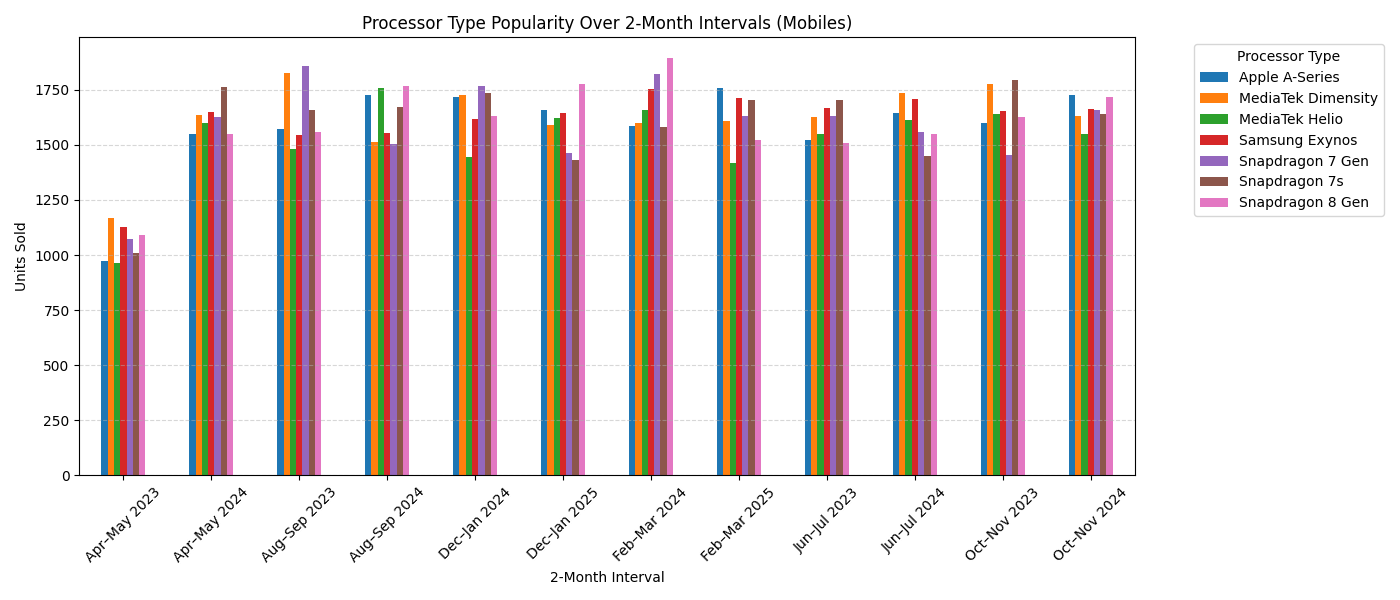 Processor Type Popularity Over 2-Month Intervals (Mobiles)
Units Sold
1750
1500
1250
1000
750
500
250
0
Apr–May 2023
Apr–May 2024
Aug–Sep 2023
Aug–Sep 2024
Dec–Jan 2024
Dec–Jan 2025
Feb–Mar 2024
Feb–Mar 2025
Jun–Jul 2023
Jun–Jul 2024
Oct–Nov 2023
Oct–Nov 2024
2-Month Interval
Processor Type
Apple A-Series
MediaTek Dimensity
MediaTek Helio
Samsung Exynos
Snapdragon 7 Gen
Snapdragon 7s
Snapdragon 8 Gen